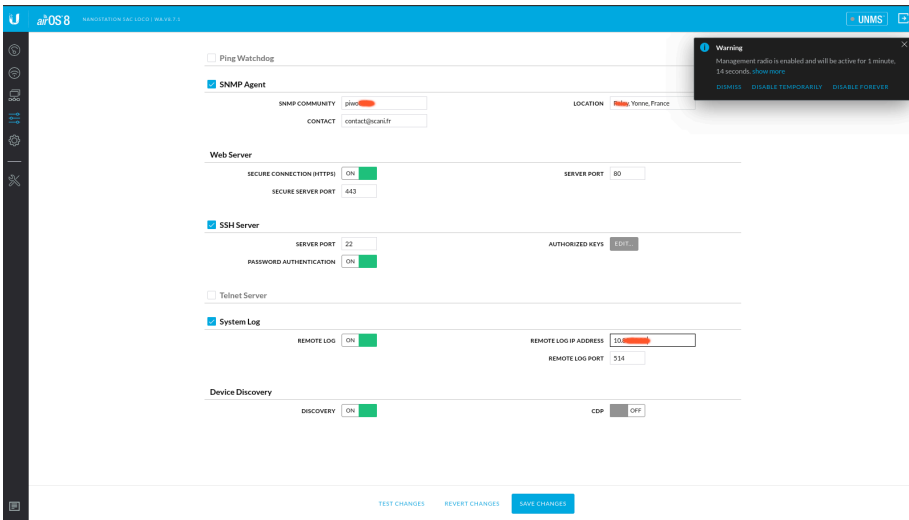 airOS 8 NANOSTATION 5AC LOCO | WA.V8.7.1
UNMS
Warning
Management radio is enabled and will be active for 1 minute,
14 seconds. show more
DISMISS DISABLE TEMPORARILY DISABLE FOREVER
Ping Watchdog
SNMP Agent
SNMP COMMUNITY piwo LOCATION Yonne, France
CONTACT contact@scani.fr
Web Server
SECURE CONNECTION (HTTPS) ON SERVER PORT 80
SECURE SERVER PORT 443
SSH Server
SERVER PORT 22 AUTHORIZED KEYS EDIT...
PASSWORD AUTHENTICATION ON
Telnet Server
System Log
REMOTE LOG ON REMOTE LOG IP ADDRESS 10.
REMOTE LOG PORT 514
Device Discovery
DISCOVERY ON CDP OFF
TEST CHANGES REVERT CHANGES SAVE CHANGES